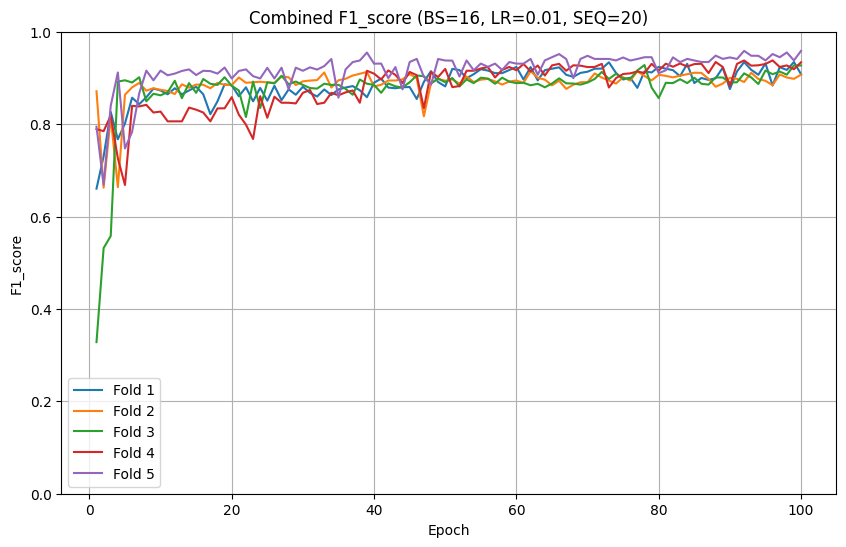 Combined F1_score (BS=16, LR=0.01, SEQ=20)
1.0
0.8
0.6
0.4
0.2
0.0
F1_score
Fold 1
Fold 2
Fold 3
Fold 4
Fold 5
0 20 40 60 80 100
Epoch